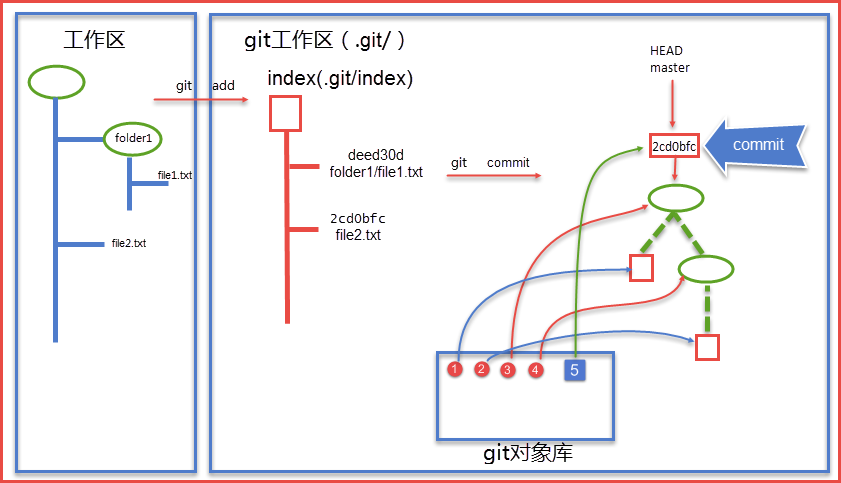 工作区
folder1
file1.txt
file2.txt
git add
git工作区（.git/ ）
index(.git/index)
deed30d
folder1/file1.txt
2cd0bfc
file2.txt
git commit
HEAD
master
2cd0bfc
commit
1 2 3 4 5
git对象库